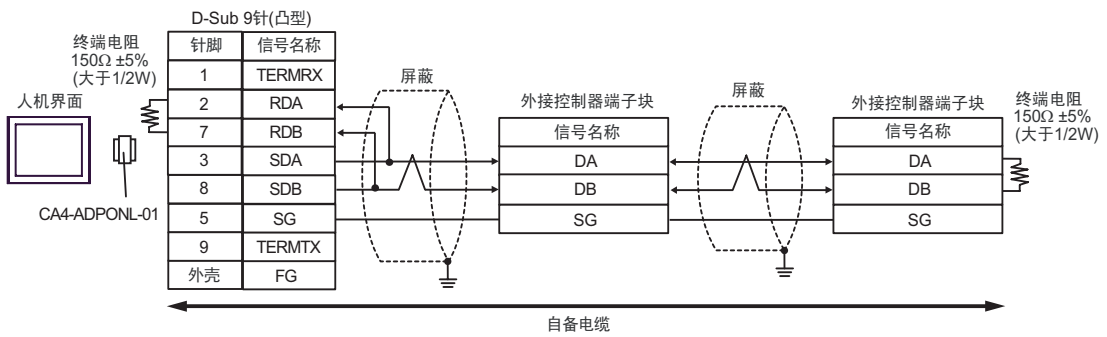 D-Sub 9针(凸型)
终端电阻
150Ω ±5%
(大于1/2W)
人机界面
CA4-ADPONL-01
针脚 信号名称
1 TERMRX
2 RDA
7 RDB
3 SDA
8 SDB
5 SG
9 TERMTX
外壳 FG
屏蔽
外接控制器端子块
信号名称
DA
DB
SG
屏蔽
外接控制器端子块
信号名称
DA
DB
SG
终端电阻
150Ω ±5%
(大于1/2W)
自备电缆